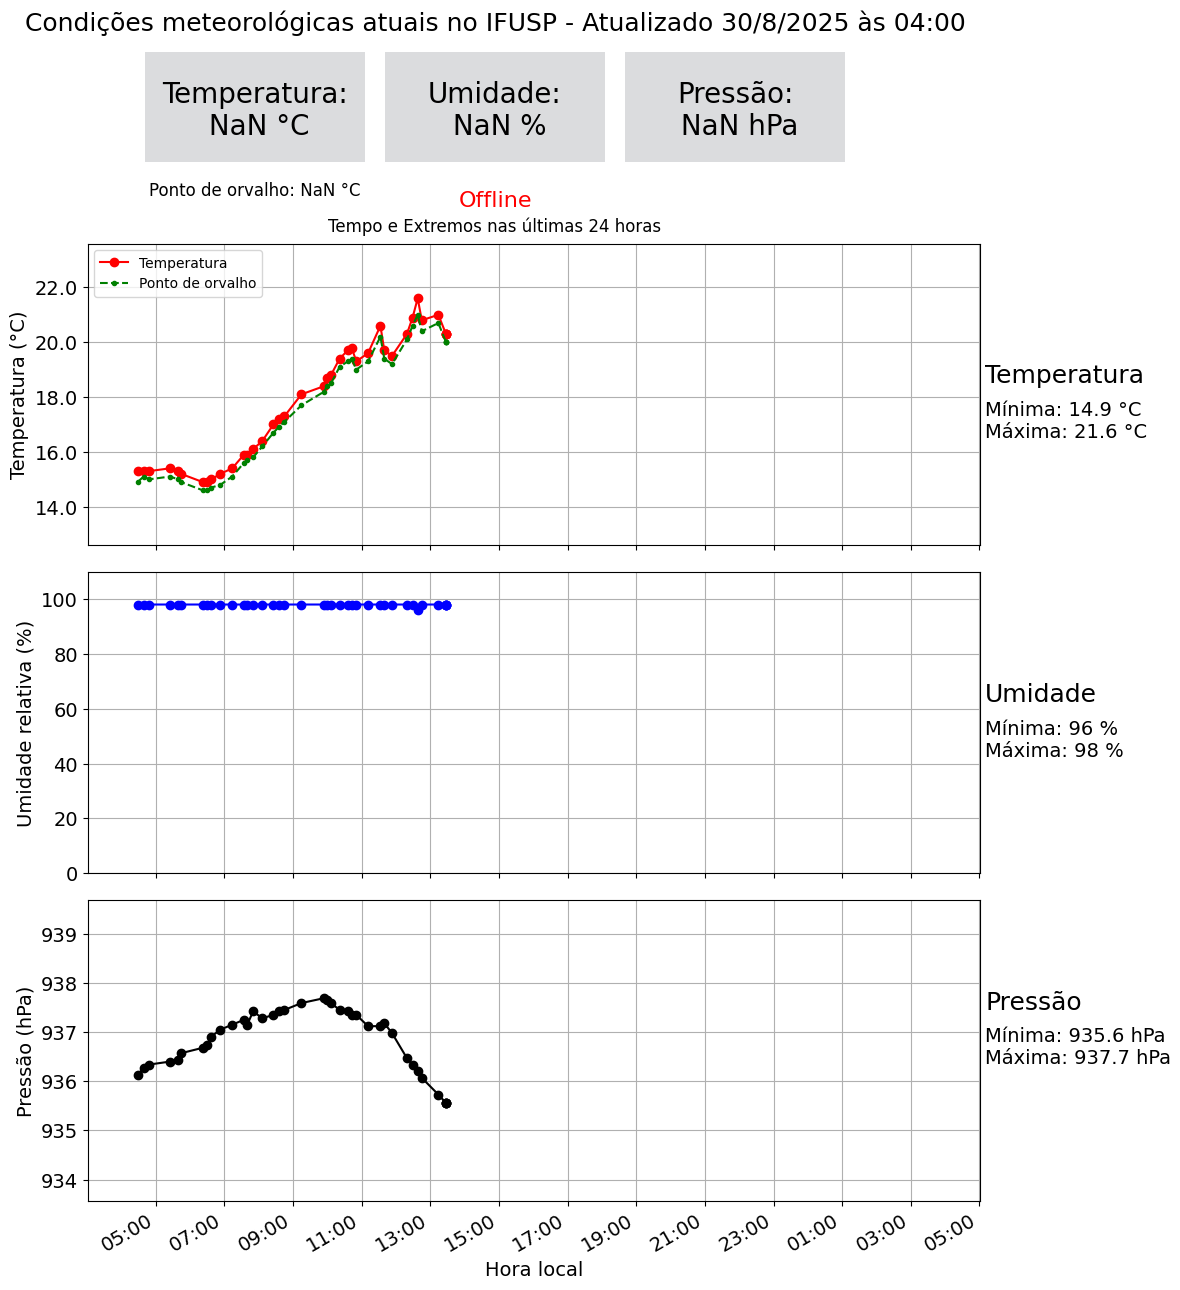 Condições meteorológicas atuais no IFUSP - Atualizado 30/8/2025 às 04:00
Temperatura:
NaN °C
Umidade:
NaN %
Pressão:
NaN hPa
Ponto de orvalho: NaN °C
Offline
Tempo e Extremos nas últimas 24 horas
Temperatura
Ponto de orvalho
Temperatura (°C)
22.0
20.0
18.0
16.0
14.0
Temperatura
Mínima: 14.9 °C
Máxima: 21.6 °C
Umidade relativa (%)
100
80
60
40
20
0
Umidade
Mínima: 96 %
Máxima: 98 %
Pressão (hPa)
939
938
937
936
935
934
Pressão
Mínima: 935.6 hPa
Máxima: 937.7 hPa
05:00 07:00 09:00 11:00 13:00 15:00 17:00 19:00 21:00 23:00 01:00 03:00 05:00
Hora local